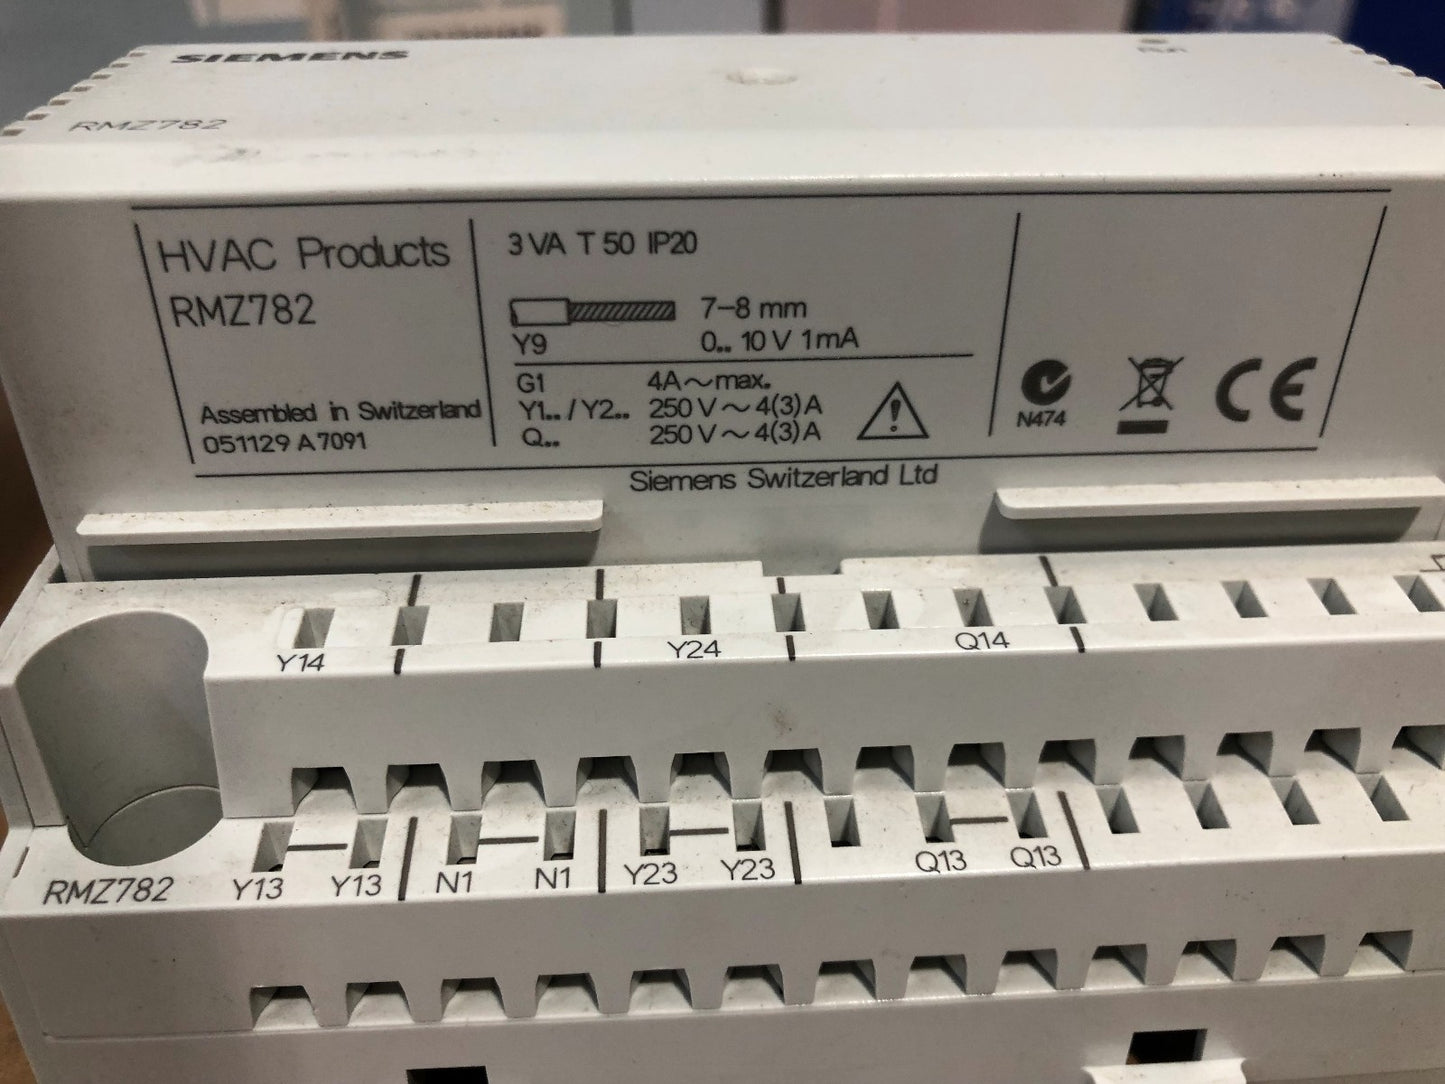 SIEMENS
Run
RMZ782
HVAC Products
RMZ782
Assembled in Switzerland
051129 A 7091
3 VA T 50 IP20
7–8 mm
Y9 0.. 10 V 1mA
G1 4A~max.
Y1.. / Y2.. 250 V ~ 4(3) A
Q.. 250 V ~ 4(3) A
N474
CE
Siemens Switzerland Ltd
Y14 Y24 Q14
RMZ782 Y13 Y13 N1 N1 Y23 Y23 Q13 Q13